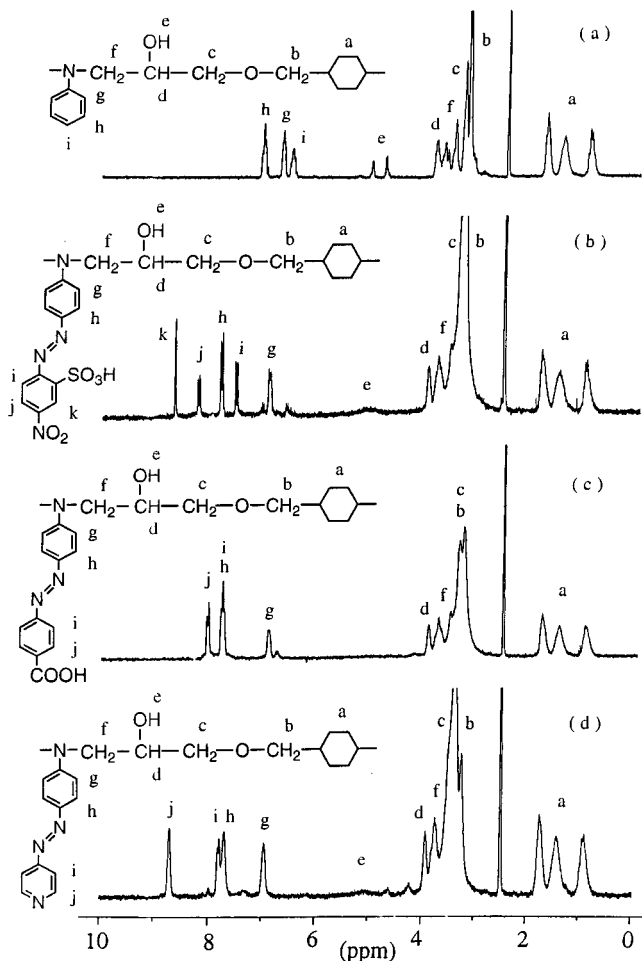 e
OH
f
c
b
a
( a )
—N—CH₂—CH—CH₂—O—CH₂—
d
g
h
i
h
g
i
e
d
f
c
b
a
e
OH
f
c
b
a
( b )
—N—CH₂—CH—CH₂—O—CH₂—
d
g
h
N
N
i
SO₃H
j
k
NO₂
k
j
h
i
g
e
d
f
c
b
a
e
OH
f
c
b
a
( c )
—N—CH₂—CH—CH₂—O—CH₂—
d
g
h
N
N
i
j
COOH
j
i
h
g
d
f
c
b
a
e
OH
f
c
b
a
( d )
—N—CH₂—CH—CH₂—O—CH₂—
d
g
h
N
N
i
j
N
j
i h
g
e
d
f
c
b
a
10 8 6 4 2 0
(ppm)